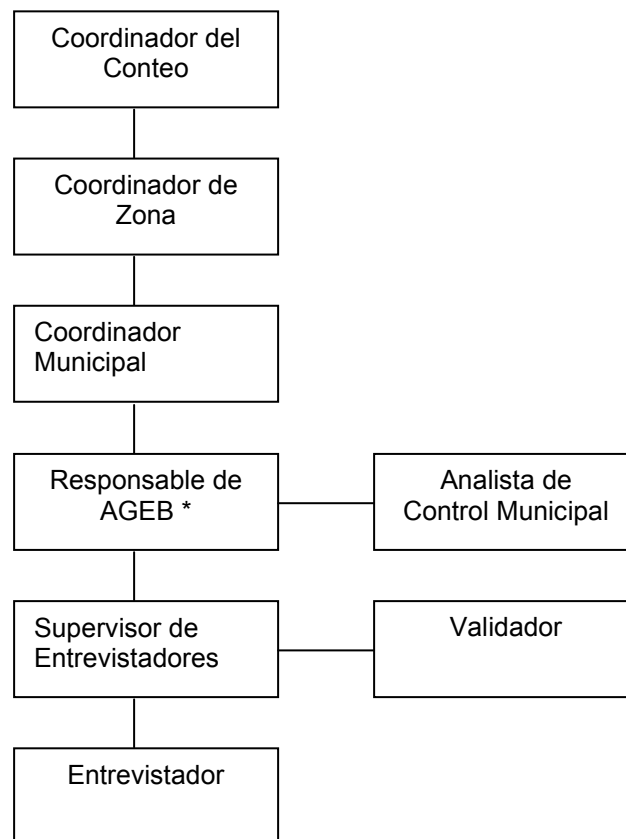 Coordinador del
Conteo
Coordinador de
Zona
Coordinador
Municipal
Responsable de
AGEB *
Analista de
Control Municipal
Supervisor de
Entrevistadores
Validador
Entrevistador